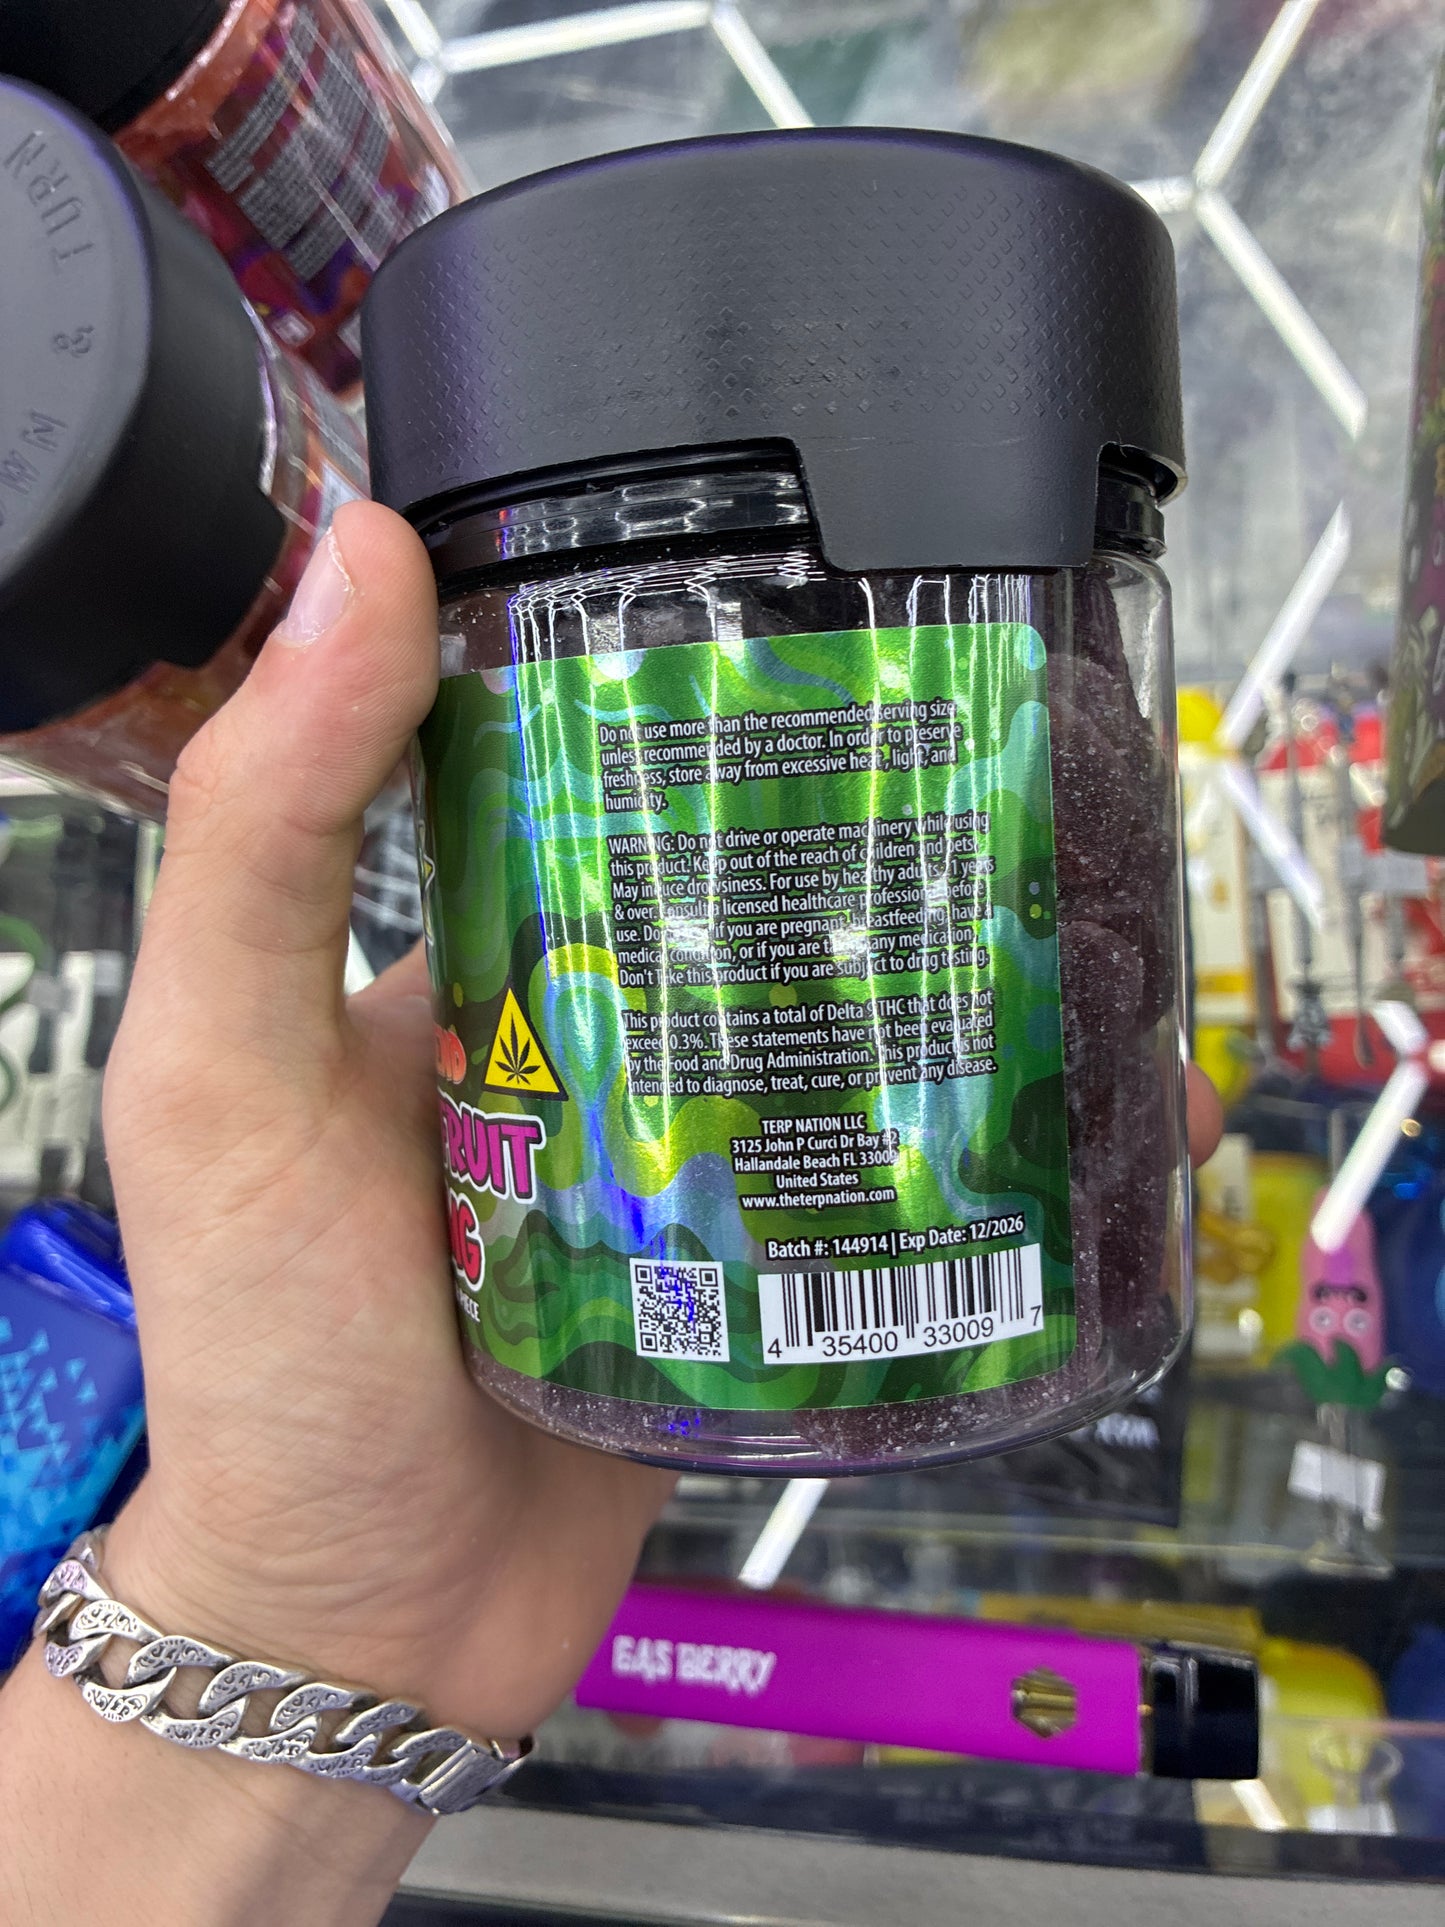 TURN
&
Do not use more than the recommended serving size
unless recommended by a doctor. In order to preserve
freshness, store away from excessive heat, light, and
humidity.
WARNING: Do not drive or operate machinery while using
this product. Keep out of the reach of children and pets.
May induce drowsiness. For use by healthy adults 21 years
& over. Consult a licensed healthcare professional before
use. Do not use if you are pregnant, breastfeeding, have a
medical condition, or if you are taking any medication.
Don't Take this product if you are subject to drug testing.
This product contains a total of Delta 9 THC that does not
exceed 0.3%. These statements have not been evaluated
by the Food and Drug Administration. This product is not
intended to diagnose, treat, cure, or prevent any disease.
FRUIT
MG
PIECE
TERP NATION LLC
3125 John P Curci Dr Bay #2
Hallandale Beach FL 33009
United States
www.theterpnation.com
Batch #: 144914 | Exp Date: 12/2026
4 35400 33009 7
GAS BERRY